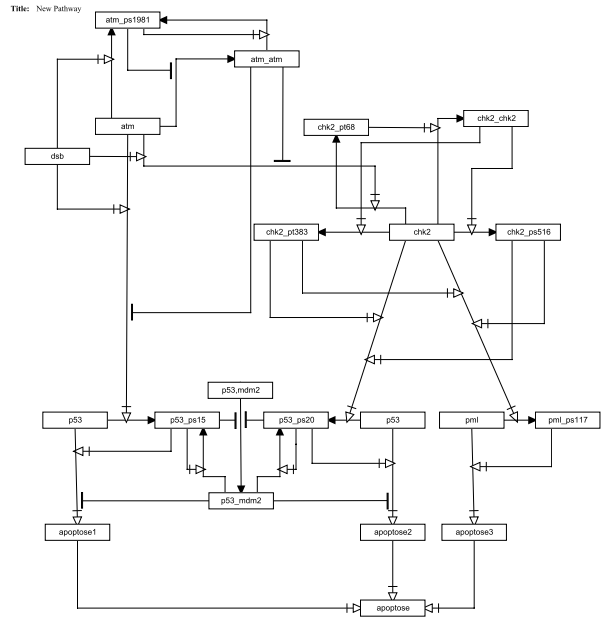 Title: New Pathway
atm_ps1981
atm_atm
atm
chk2_pt68
chk2_chk2
dsb
chk2_pt383
chk2
chk2_ps516
p53,mdm2
p53
p53_ps15
p53_ps20
p53
pml
pml_ps117
p53_mdm2
apoptose1
apoptose2
apoptose3
apoptose